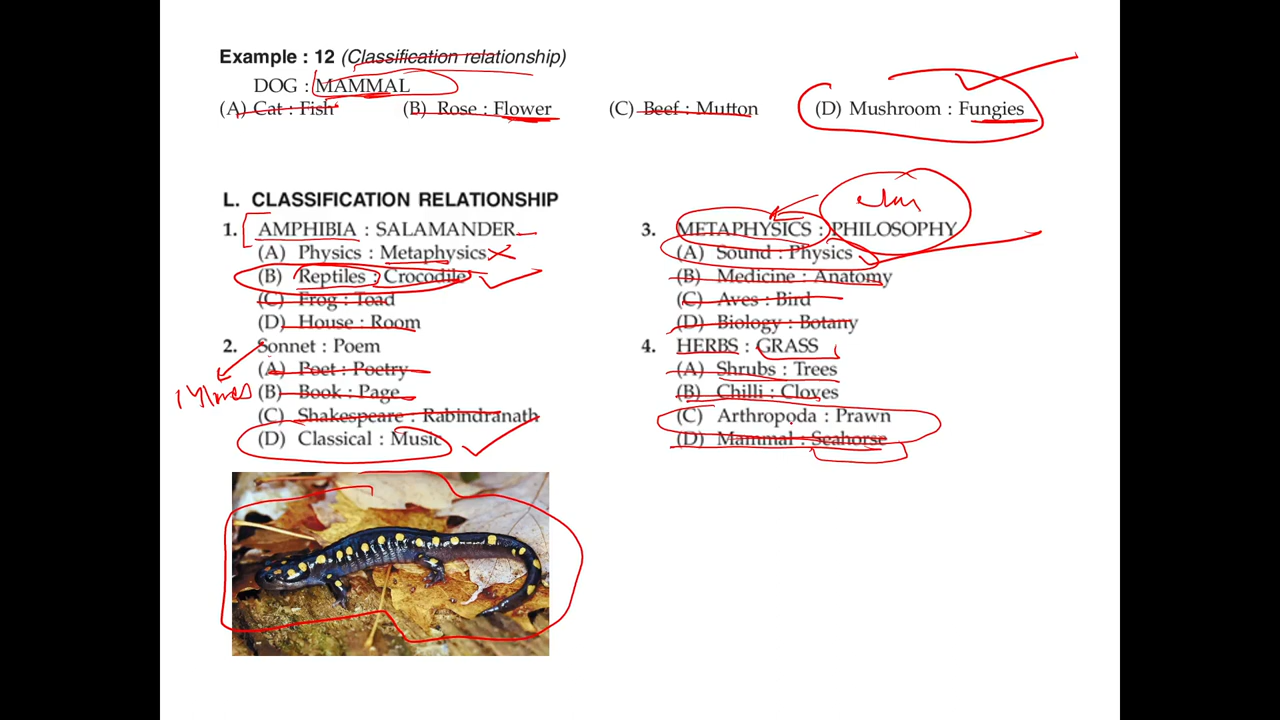 Example : 12 (Classification relationship)
DOG : MAMMAL
(A) Cat : Fish (B) Rose : Flower (C) Beef : Mutton (D) Mushroom : Fungies
L. CLASSIFICATION RELATIONSHIP
1. AMPHIBIA : SALAMANDER
(A) Physics : Metaphysics
(B) Reptiles : Crocodile
(C) Frog : Toad
(D) House : Room
2. Sonnet : Poem
(A) Poet : Poetry
14 lines
(B) Book : Page
(C) Shakespeare : Rabindranath
(D) Classical : Music
3. METAPHYSICS : PHILOSOPHY
(A) Sound : Physics
(B) Medicine : Anatomy
(C) Aves : Bird
(D) Biology : Botany
4. HERBS : GRASS
(A) Shrubs : Trees
(B) Chilli : Cloves
(C) Arthropoda : Prawn
(D) Mammal : Seahorse